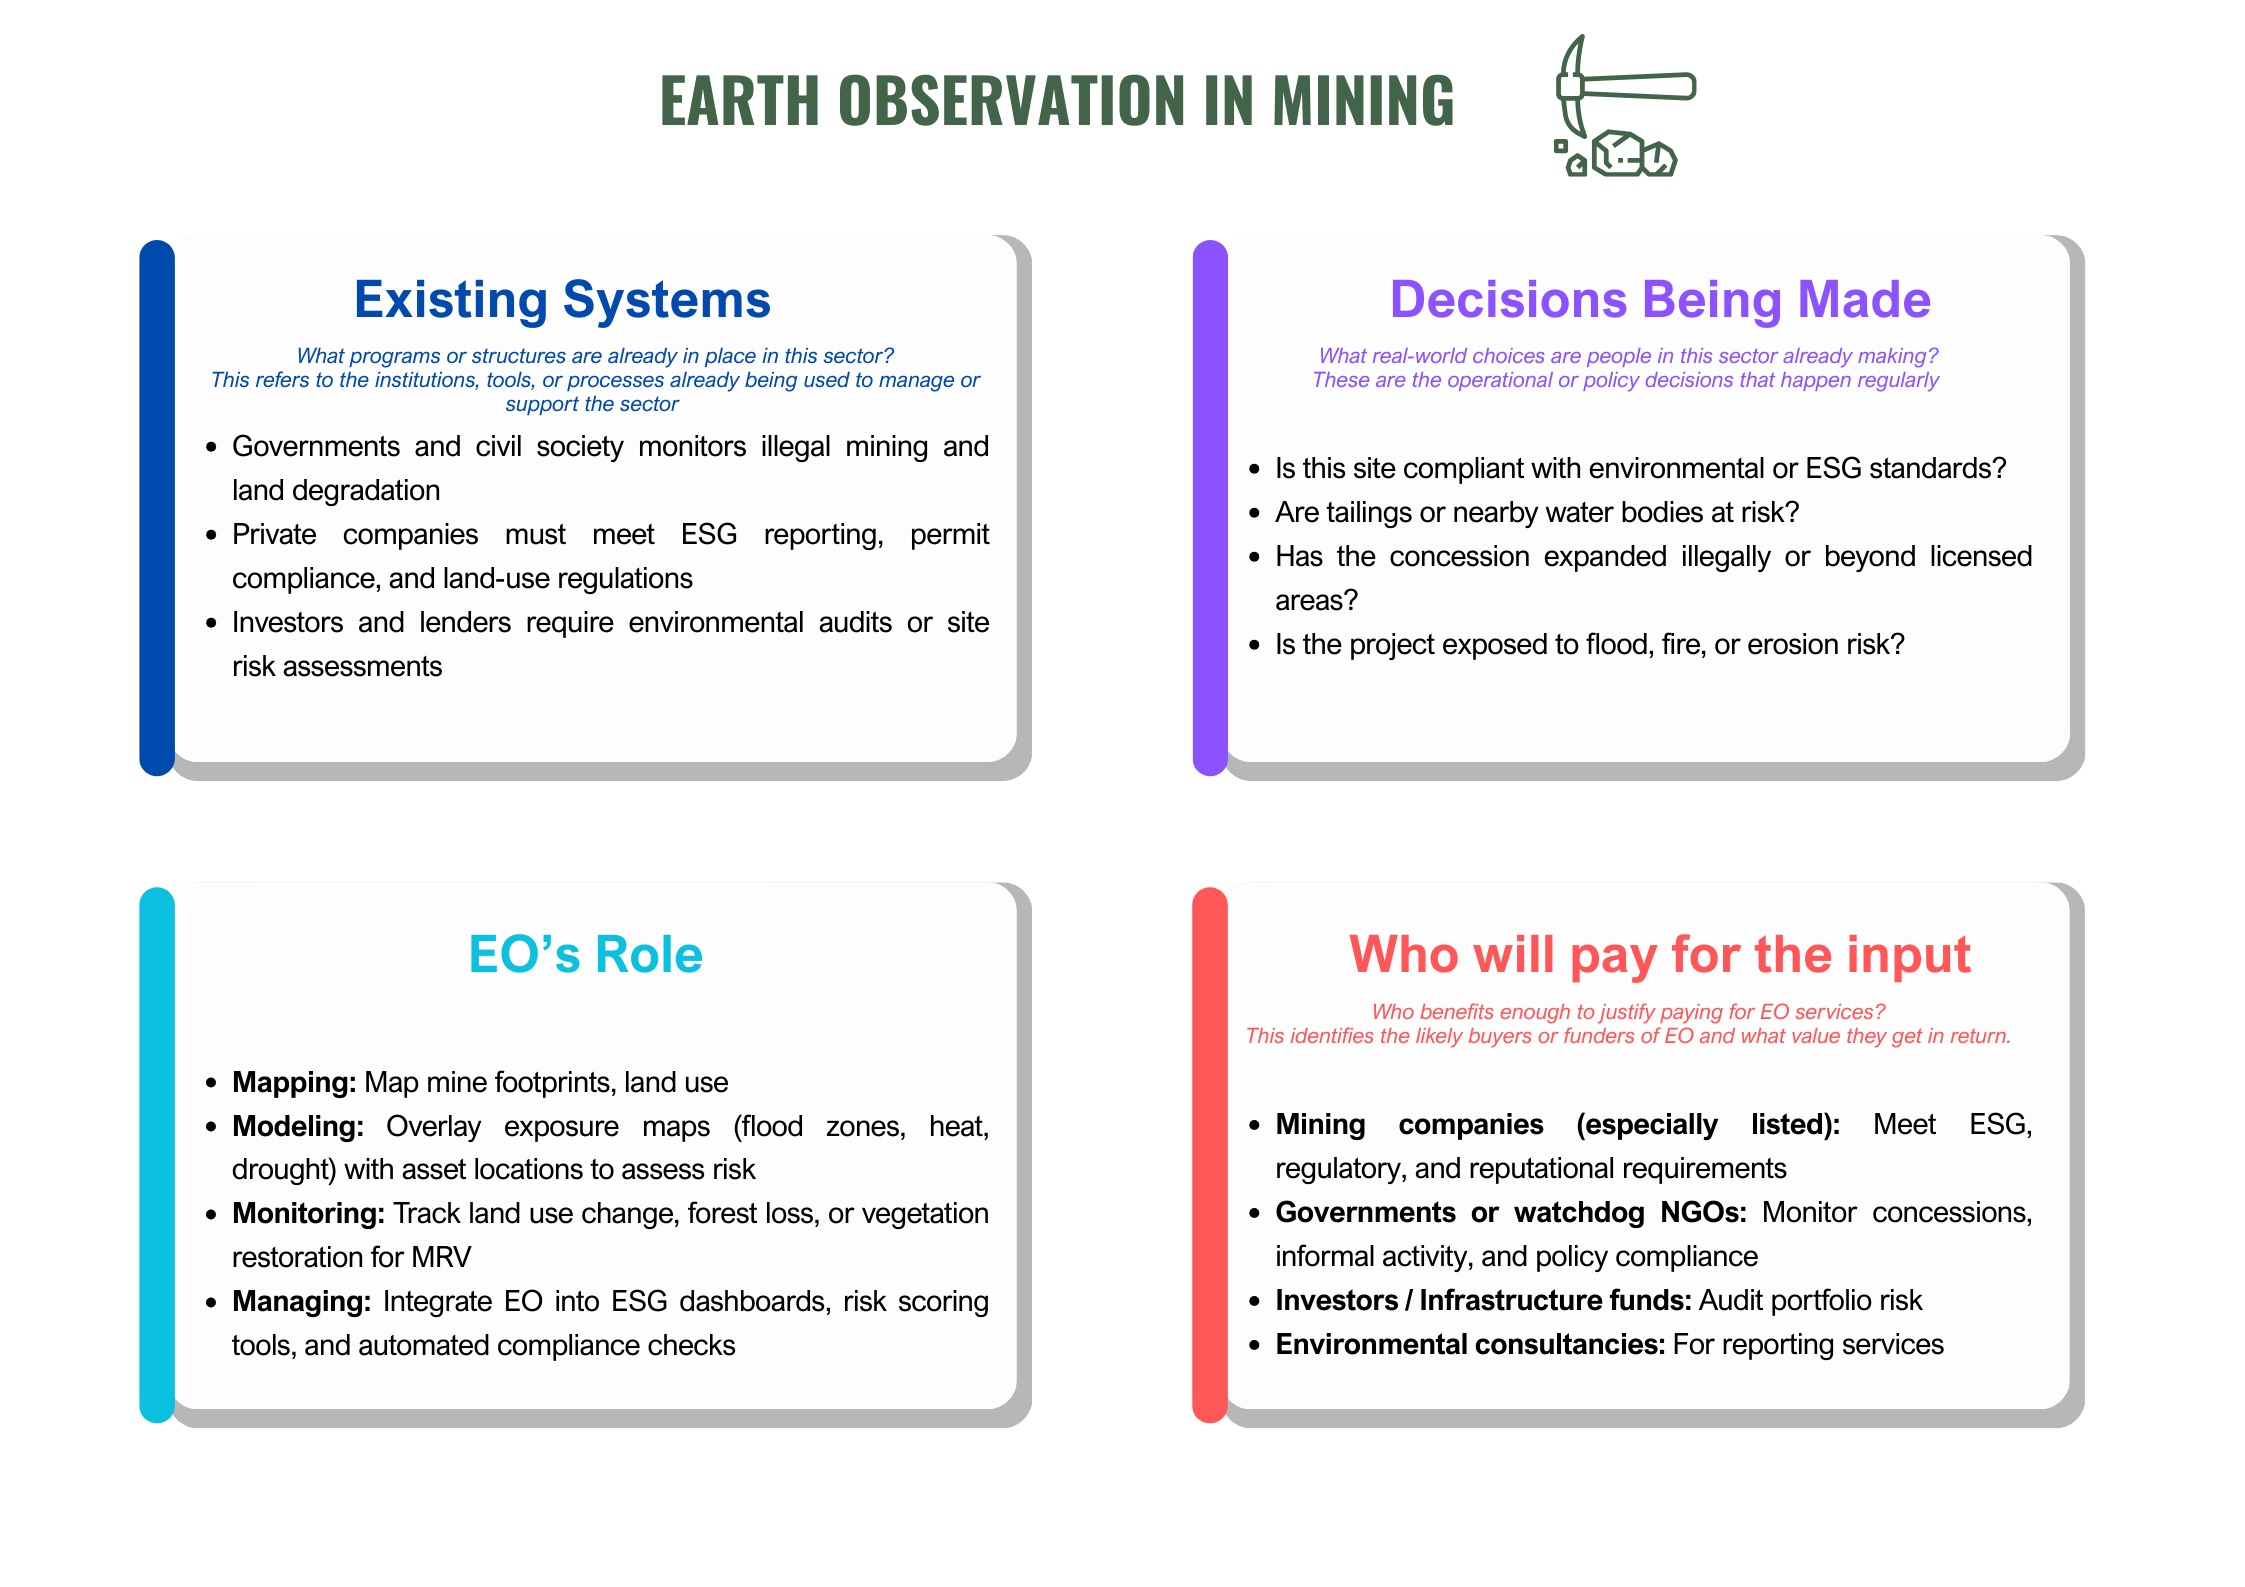 EARTH OBSERVATION IN MINING
Existing Systems
What programs or structures are already in place in this sector?
This refers to the institutions, tools, or processes already being used to manage or
support the sector
• Governments and civil society monitors illegal mining and
land degradation
• Private companies must meet ESG reporting, permit
compliance, and land-use regulations
• Investors and lenders require environmental audits or site
risk assessments
Decisions Being Made
What real-world choices are people in this sector already making?
These are the operational or policy decisions that happen regularly
• Is this site compliant with environmental or ESG standards?
• Are tailings or nearby water bodies at risk?
• Has the concession expanded illegally or beyond licensed
areas?
• Is the project exposed to flood, fire, or erosion risk?
EO’s Role
• Mapping: Map mine footprints, land use
• Modeling: Overlay exposure maps (flood zones, heat,
drought) with asset locations to assess risk
• Monitoring: Track land use change, forest loss, or vegetation
restoration for MRV
• Managing: Integrate EO into ESG dashboards, risk scoring
tools, and automated compliance checks
Who will pay for the input
Who benefits enough to justify paying for EO services?
This identifies the likely buyers or funders of EO and what value they get in return.
• Mining companies (especially listed): Meet ESG,
regulatory, and reputational requirements
• Governments or watchdog NGOs: Monitor concessions,
informal activity, and policy compliance
• Investors / Infrastructure funds: Audit portfolio risk
• Environmental consultancies: For reporting services